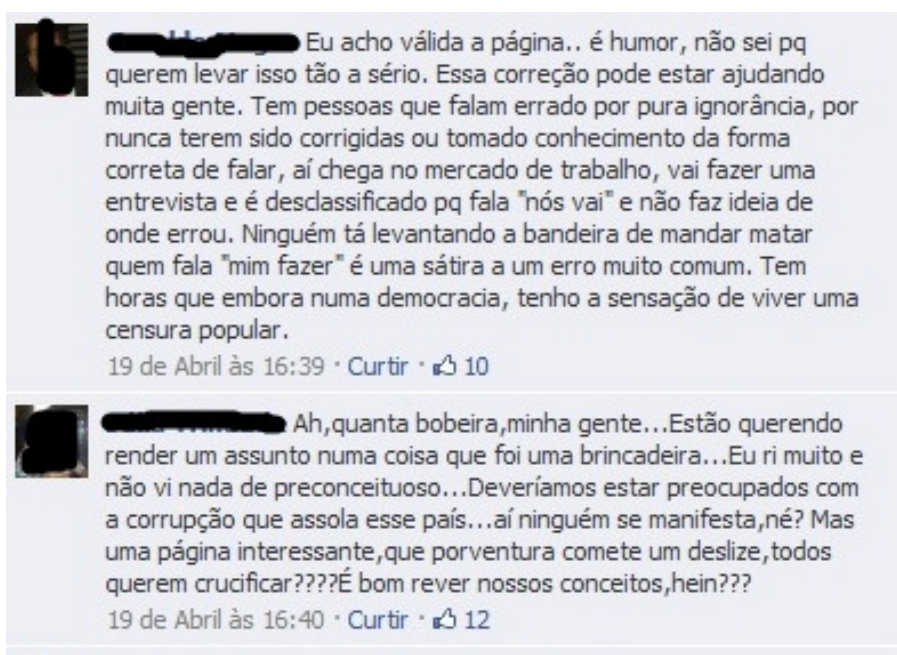 Eu acho válida a página.. é humor, não sei pq
querem levar isso tão a sério. Essa correção pode estar ajudando
muita gente. Tem pessoas que falam errado por pura ignorância, por
nunca terem sido corrigidas ou tomado conhecimento da forma
correta de falar, aí chega no mercado de trabalho, vai fazer uma
entrevista e é desclassificado pq fala "nós vai" e não faz ideia de
onde errou. Ninguém tá levantando a bandeira de mandar matar
quem fala "mim fazer" é uma sátira a um erro muito comum. Tem
horas que embora numa democracia, tenho a sensação de viver uma
censura popular.
19 de Abril às 16:39 · Curtir · 10
Ah,quanta bobeira,minha gente...Estão querendo
render um assunto numa coisa que foi uma brincadeira...Eu ri muito e
não vi nada de preconceituoso...Deveríamos estar preocupados com
a corrupção que assola esse país...aí ninguém se manifesta,né? Mas
uma página interessante,que porventura comete um deslize,todos
querem crucificar????É bom rever nossos conceitos,hein???
19 de Abril às 16:40 · Curtir · 12